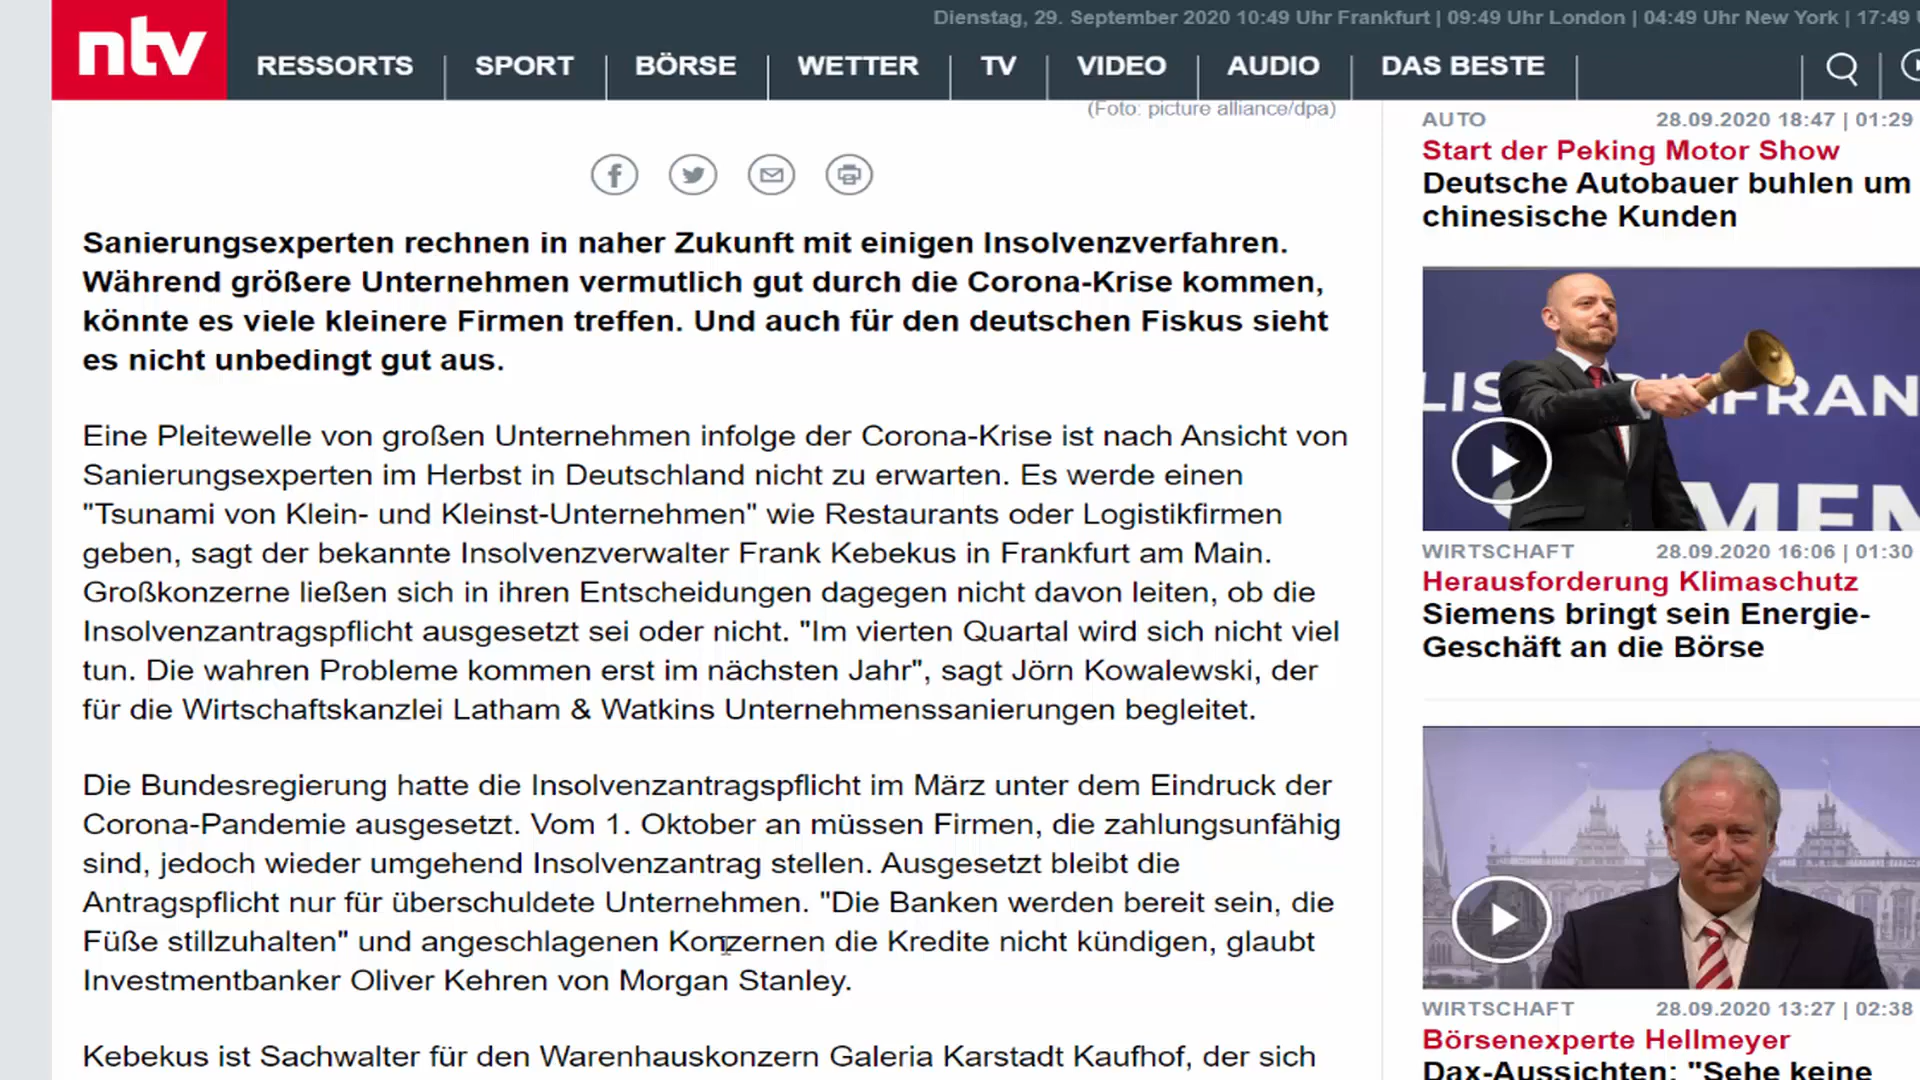 Dienstag, 29. September 2020 10:49 Uhr Frankfurt | 09:49 Uhr London | 04:49 Uhr New York | 17:49
ntv
RESSORTS
SPORT
BÖRSE
WETTER
TV
VIDEO
AUDIO
DAS BESTE
(Foto: picture alliance/dpa)
Sanierungsexperten rechnen in naher Zukunft mit einigen Insolvenzverfahren.
Während größere Unternehmen vermutlich gut durch die Corona-Krise kommen,
könnte es viele kleinere Firmen treffen. Und auch für den deutschen Fiskus sieht
es nicht unbedingt gut aus.
Eine Pleitewelle von großen Unternehmen infolge der Corona-Krise ist nach Ansicht von
Sanierungsexperten im Herbst in Deutschland nicht zu erwarten. Es werde einen
"Tsunami von Klein- und Kleinst-Unternehmen" wie Restaurants oder Logistikfirmen
geben, sagt der bekannte Insolvenzverwalter Frank Kebekus in Frankfurt am Main.
Großkonzerne ließen sich in ihren Entscheidungen dagegen nicht davon leiten, ob die
Insolvenzantragspflicht ausgesetzt sei oder nicht. "Im vierten Quartal wird sich nicht viel
tun. Die wahren Probleme kommen erst im nächsten Jahr", sagt Jörn Kowalewski, der
für die Wirtschaftskanzlei Latham & Watkins Unternehmenssanierungen begleitet.
Die Bundesregierung hatte die Insolvenzantragspflicht im März unter dem Eindruck der
Corona-Pandemie ausgesetzt. Vom 1. Oktober an müssen Firmen, die zahlungsunfähig
sind, jedoch wieder umgehend Insolvenzantrag stellen. Ausgesetzt bleibt die
Antragspflicht nur für überschuldete Unternehmen. "Die Banken werden bereit sein, die
Füße stillzuhalten" und angeschlagenen Konzernen die Kredite nicht kündigen, glaubt
Investmentbanker Oliver Kehren von Morgan Stanley.
Kebekus ist Sachwalter für den Warenhauskonzern Galeria Karstadt Kaufhof, der sich
AUTO 28.09.2020 18:47 | 01:29
Start der Peking Motor Show
Deutsche Autobauer buhlen um
chinesische Kunden
WIRTSCHAFT 28.09.2020 16:06 | 01:30
Herausforderung Klimaschutz
Siemens bringt sein Energie-
Geschäft an die Börse
WIRTSCHAFT 28.09.2020 13:27 | 02:38
Börsenexperte Hellmeyer
Dax-Aussichten: "Sehe keine